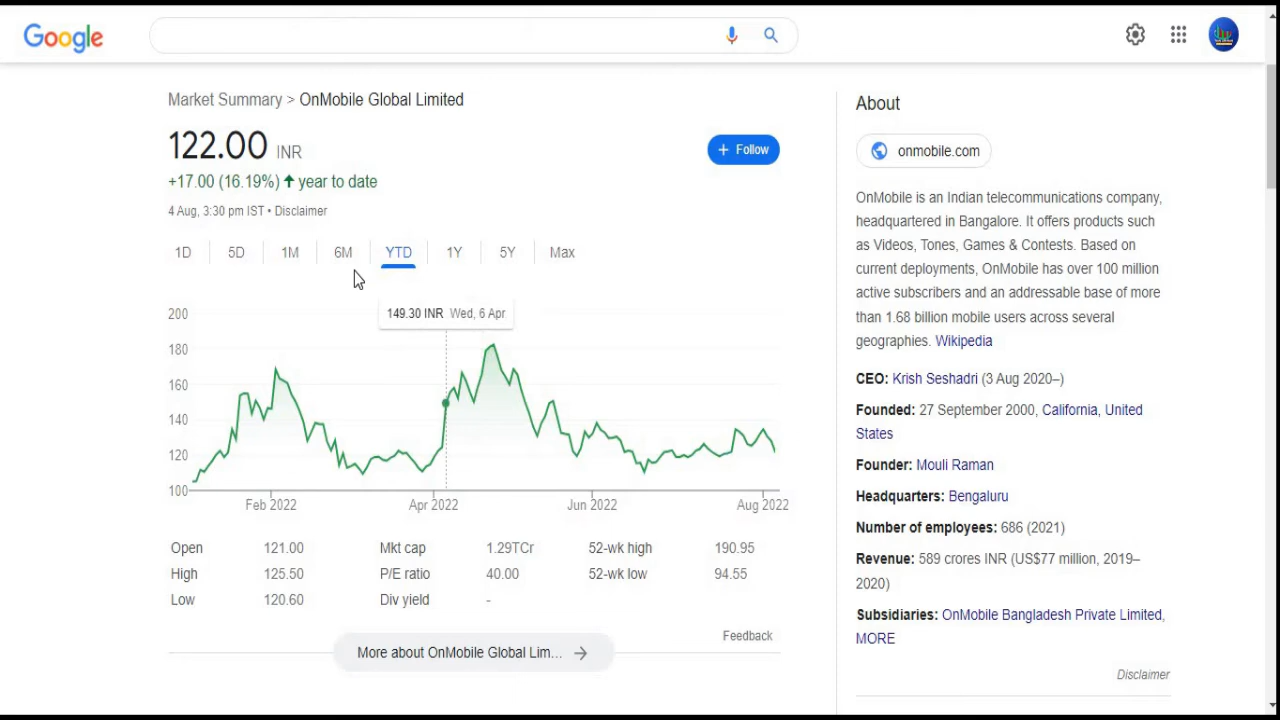 Google
Market Summary > OnMobile Global Limited
122.00 INR
+ Follow
+17.00 (16.19%) ↑ year to date
4 Aug, 3:30 pm IST • Disclaimer
1D 5D 1M 6M YTD 1Y 5Y Max
149.30 INR Wed, 6 Apr
200
180
160
140
120
100
Feb 2022 Apr 2022 Jun 2022 Aug 2022
Open 121.00 Mkt cap 1.29TCr 52-wk high 190.95
High 125.50 P/E ratio 40.00 52-wk low 94.55
Low 120.60 Div yield -
Feedback
More about OnMobile Global Lim... →
About
onmobile.com
OnMobile is an Indian telecommunications company,
headquartered in Bangalore. It offers products such
as Videos, Tones, Games & Contests. Based on
current deployments, OnMobile has over 100 million
active subscribers and an addressable base of more
than 1.68 billion mobile users across several
geographies. Wikipedia
CEO: Krish Seshadri (3 Aug 2020–)
Founded: 27 September 2000, California, United
States
Founder: Mouli Raman
Headquarters: Bengaluru
Number of employees: 686 (2021)
Revenue: 589 crores INR (US$77 million, 2019–
2020)
Subsidiaries: OnMobile Bangladesh Private Limited,
MORE
Disclaimer